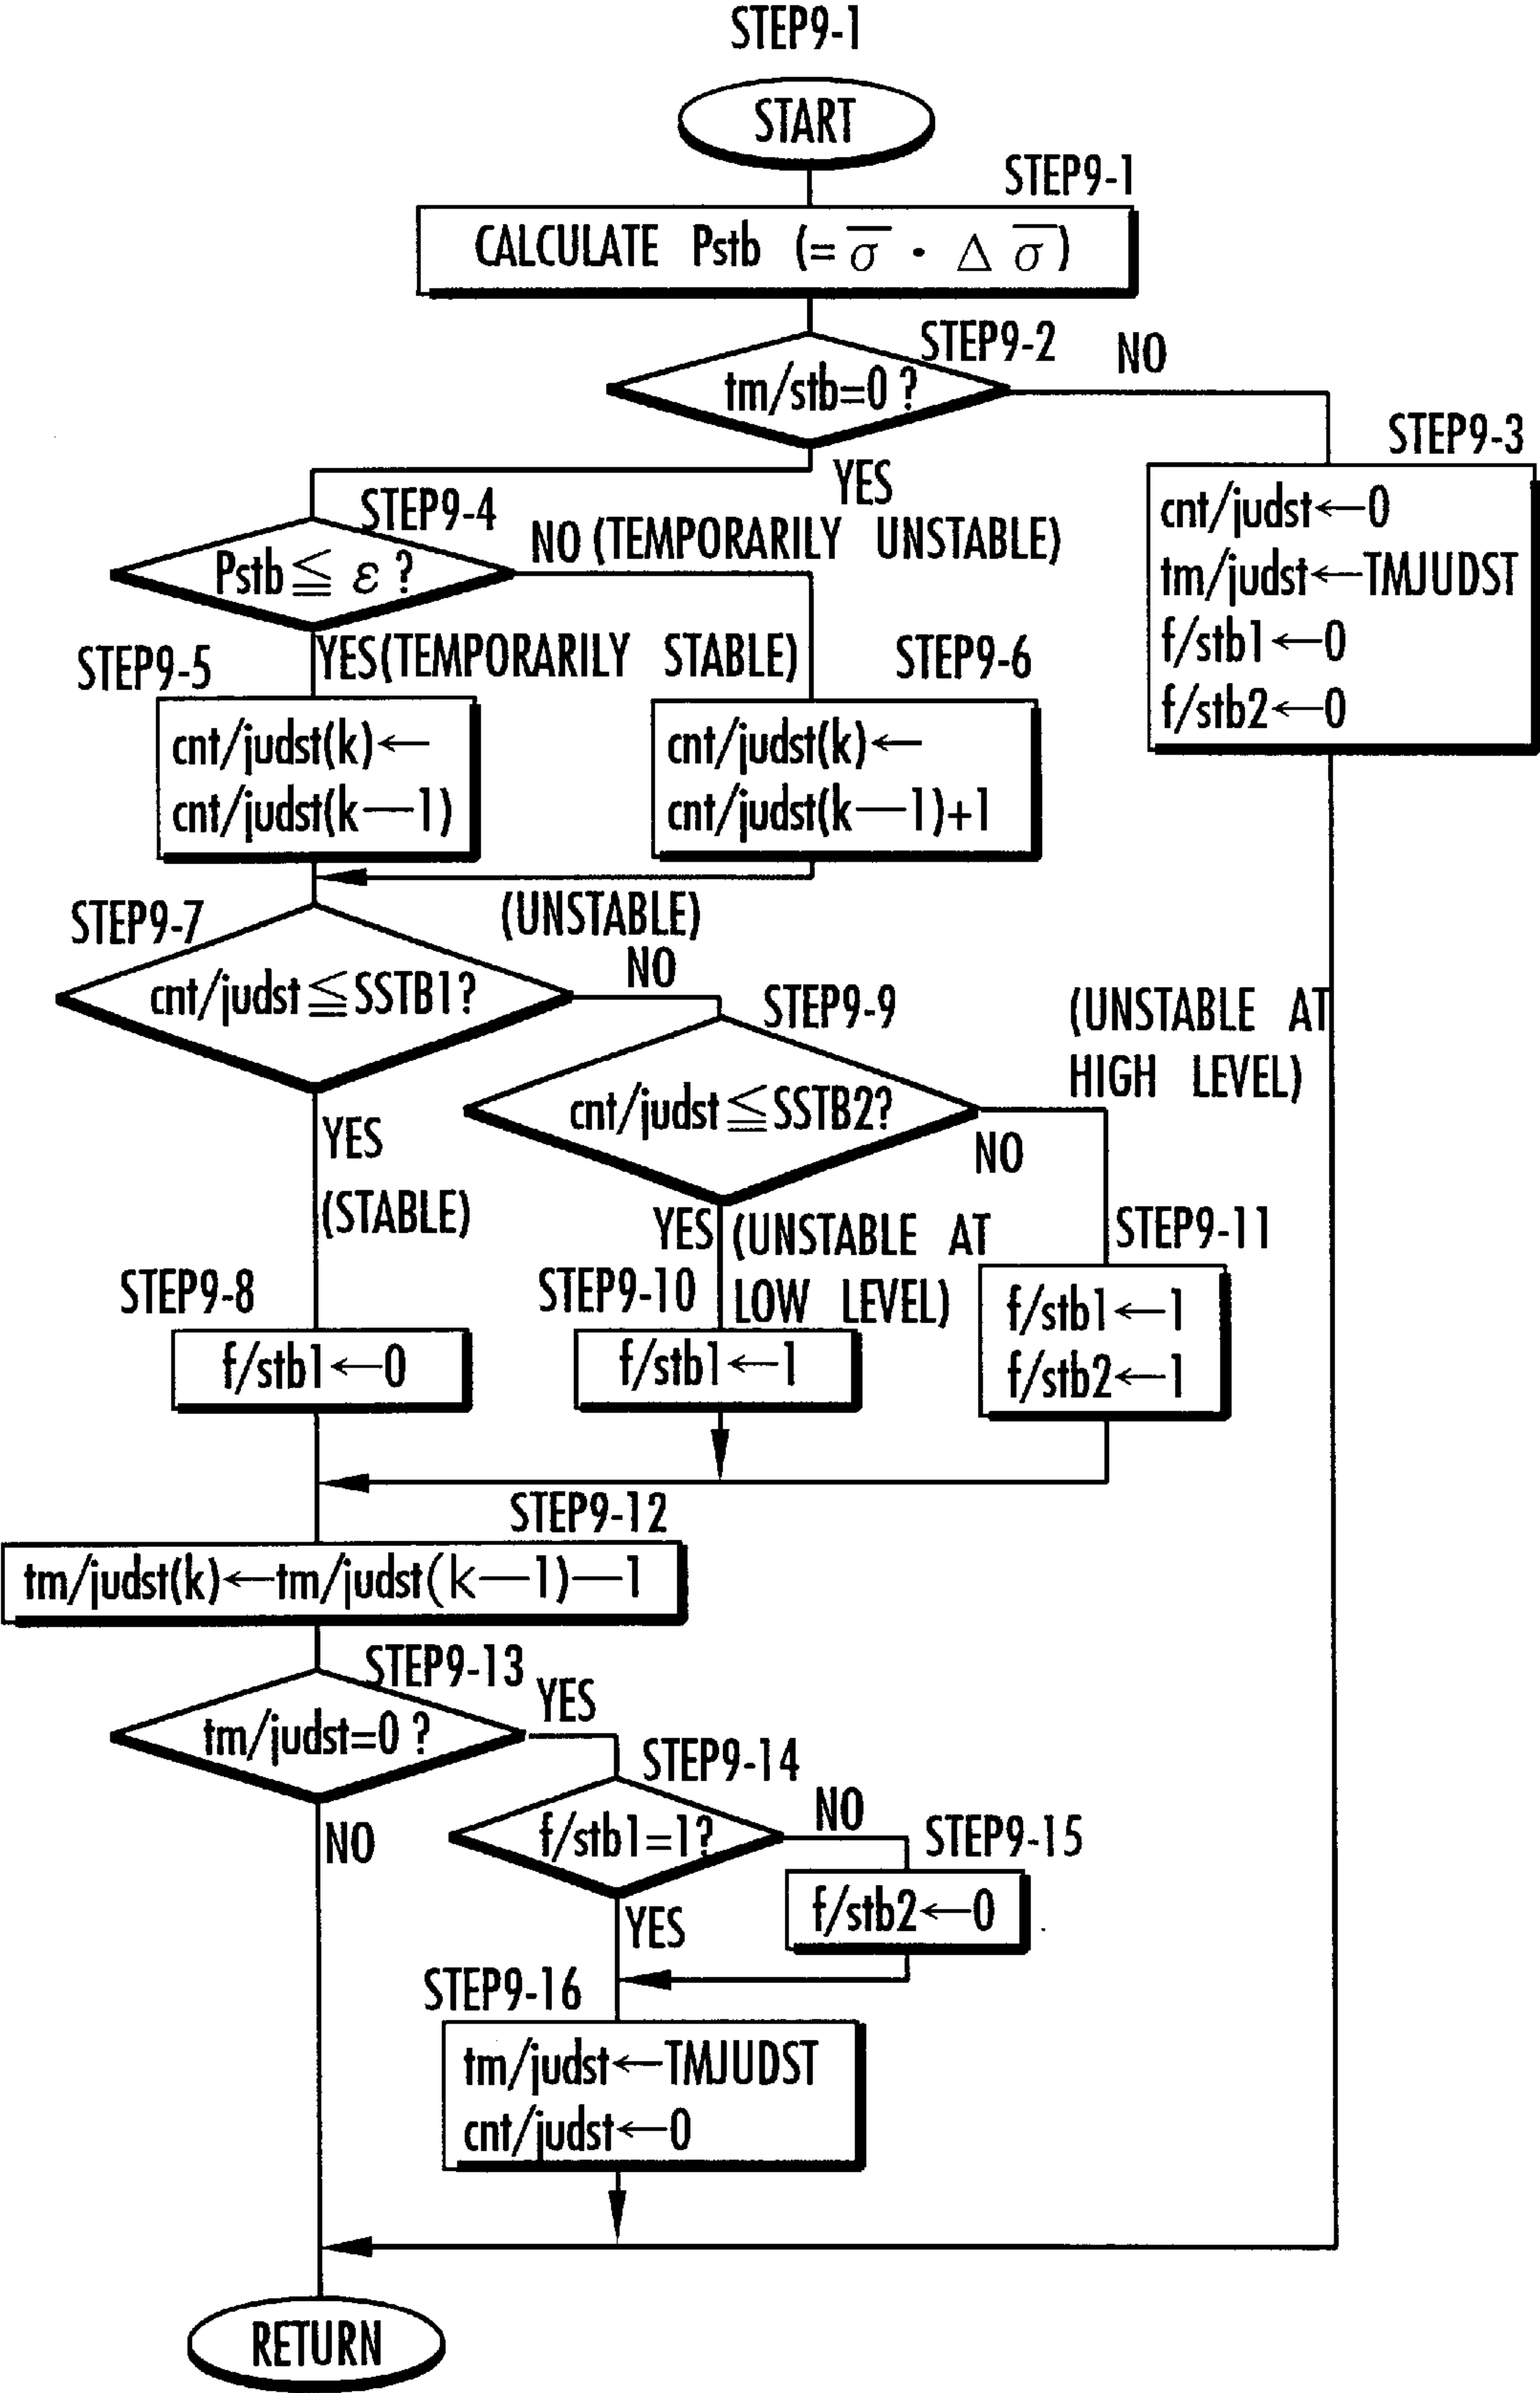 STEP9-1
START
STEP9-1
CALCULATE Pstb (= σ̅ · Δ σ̅)
STEP9-2
NO
tm/stb=0 ?
YES
STEP9-3
cnt/judst←0
tm/judst←TMJUDST
f/stb1←0
f/stb2←0
STEP9-4
NO (TEMPORARILY UNSTABLE)
Pstb ≦ ε ?
YES(TEMPORARILY STABLE)
STEP9-5
cnt/judst(k)←
cnt/judst(k—1)
STEP9-6
cnt/judst(k)←
cnt/judst(k—1)+1
STEP9-7
(UNSTABLE)
NO
cnt/judst≦SSTB1?
STEP9-9
(UNSTABLE AT
HIGH LEVEL)
cnt/judst≦SSTB2?
NO
YES
(STABLE)
YES
(UNSTABLE AT
LOW LEVEL)
STEP9-8
f/stb1←0
STEP9-10
f/stb1←1
STEP9-11
f/stb1←1
f/stb2←1
STEP9-12
tm/judst(k)←tm/judst(k—1)—1
STEP9-13
YES
tm/judst=0 ?
NO
STEP9-14
f/stb1=1?
NO
STEP9-15
f/stb2←0
YES
STEP9-16
tm/judst←TMJUDST
cnt/judst←0
RETURN